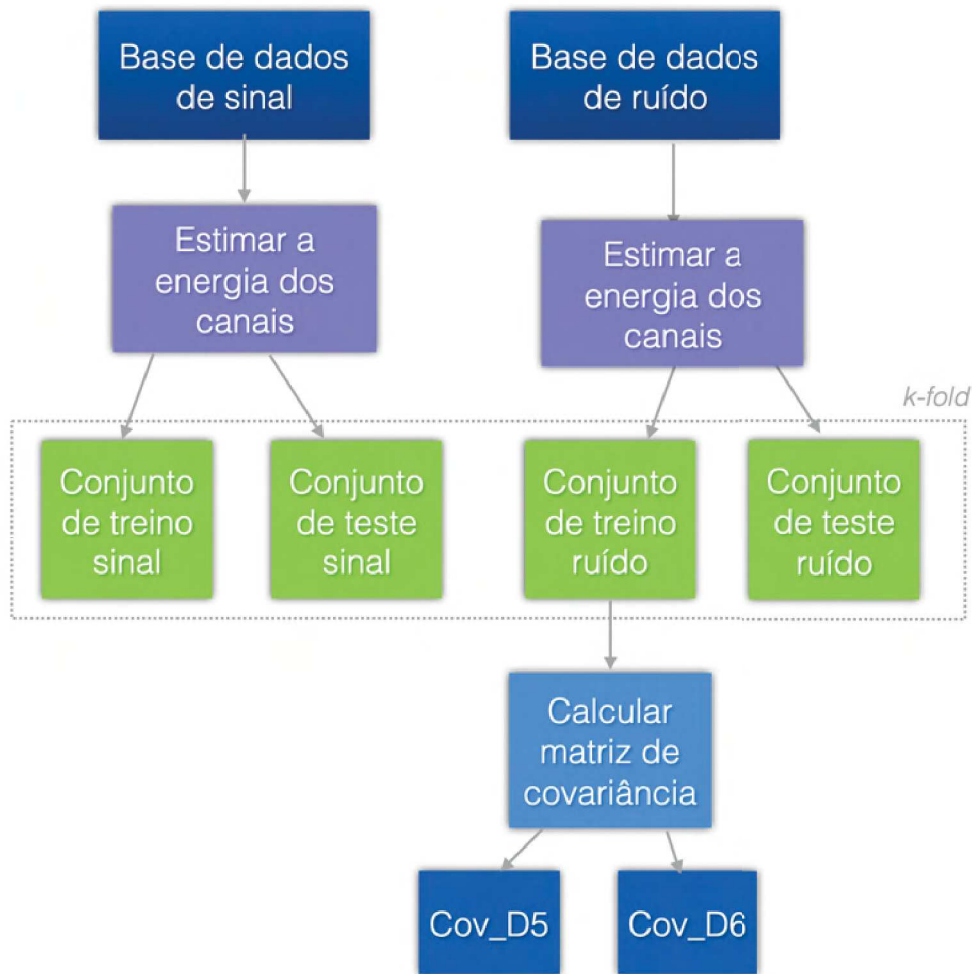 Base de dados
de sinal
Base de dados
de ruído
Estimar a
energia dos
canais
Estimar a
energia dos
canais
k-fold
Conjunto
de treino
sinal
Conjunto
de teste
sinal
Conjunto
de treino
ruído
Conjunto
de teste
ruído
Calcular
matriz de
covariância
Cov_D5
Cov_D6